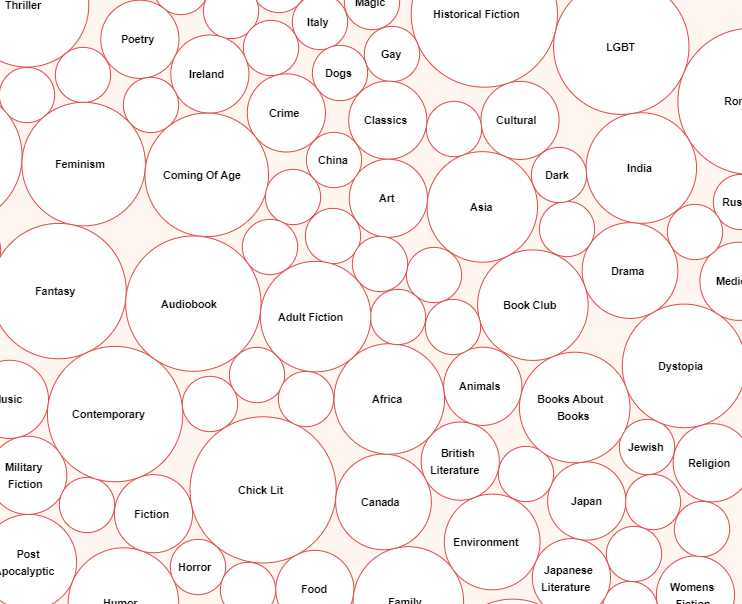 Thriller
Magic
Historical Fiction
Italy
Poetry
LGBT
Gay
Ireland
Dogs
Ror
Crime
Classics
Cultural
China
Feminism
Coming Of Age
Dark
India
Art
Asia
Rus
Drama
Medi
Fantasy
Audiobook
Book Club
Adult Fiction
Dystopia
Animals
usic
Contemporary
Africa
Books About
Books
Jewish
British
Literature
Religion
Military
Fiction
Chick Lit
Canada
Japan
Fiction
Environment
Post
Apocalyptic
Horror
Japanese
Literature
Food
Womens
Fiction
Humor
Family